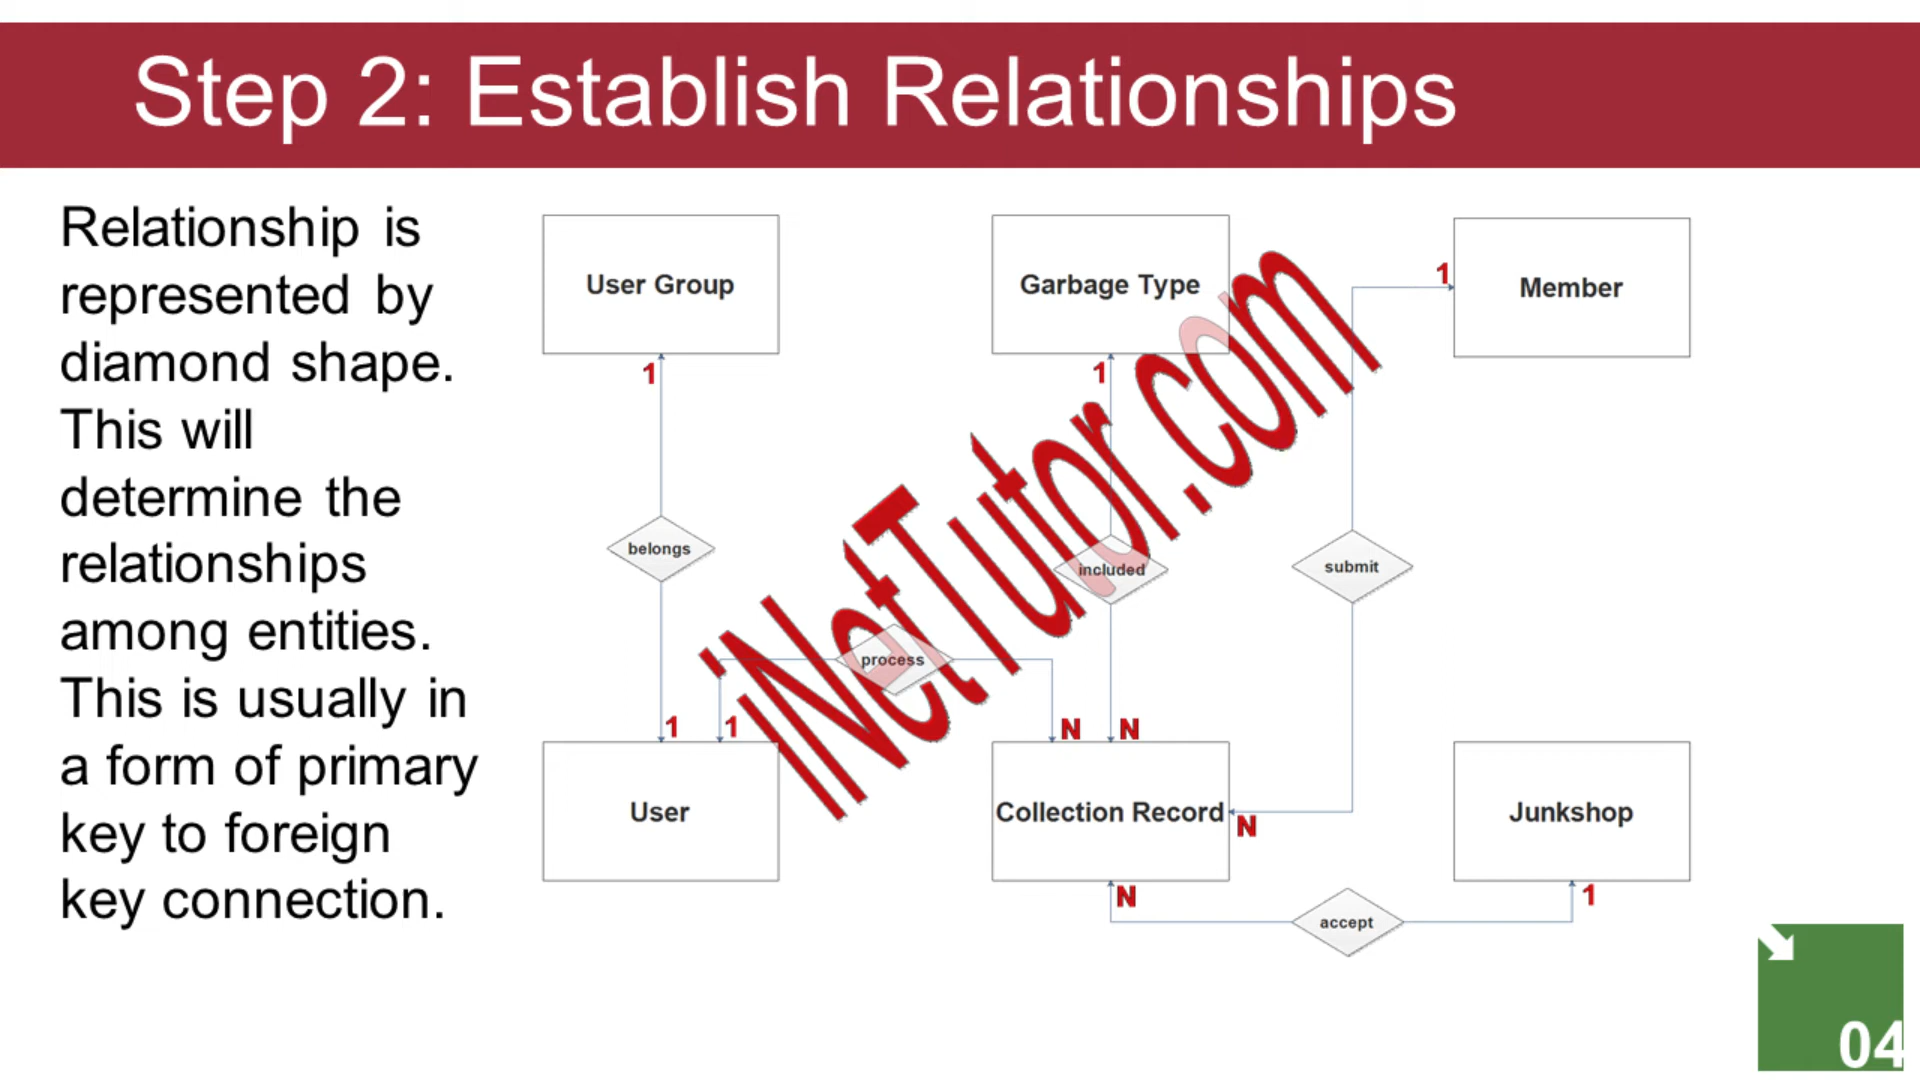 Step 2: Establish Relationships
Relationship is
represented by
diamond shape.
This will
determine the
relationships
among entities.
This is usually in
a form of primary
key to foreign
key connection.
User Group
Garbage Type
Member
1
1
1
belongs
included
submit
process
1
1
N
N
User
Collection Record
N
Junkshop
N
1
accept
iNetTutor.com
04